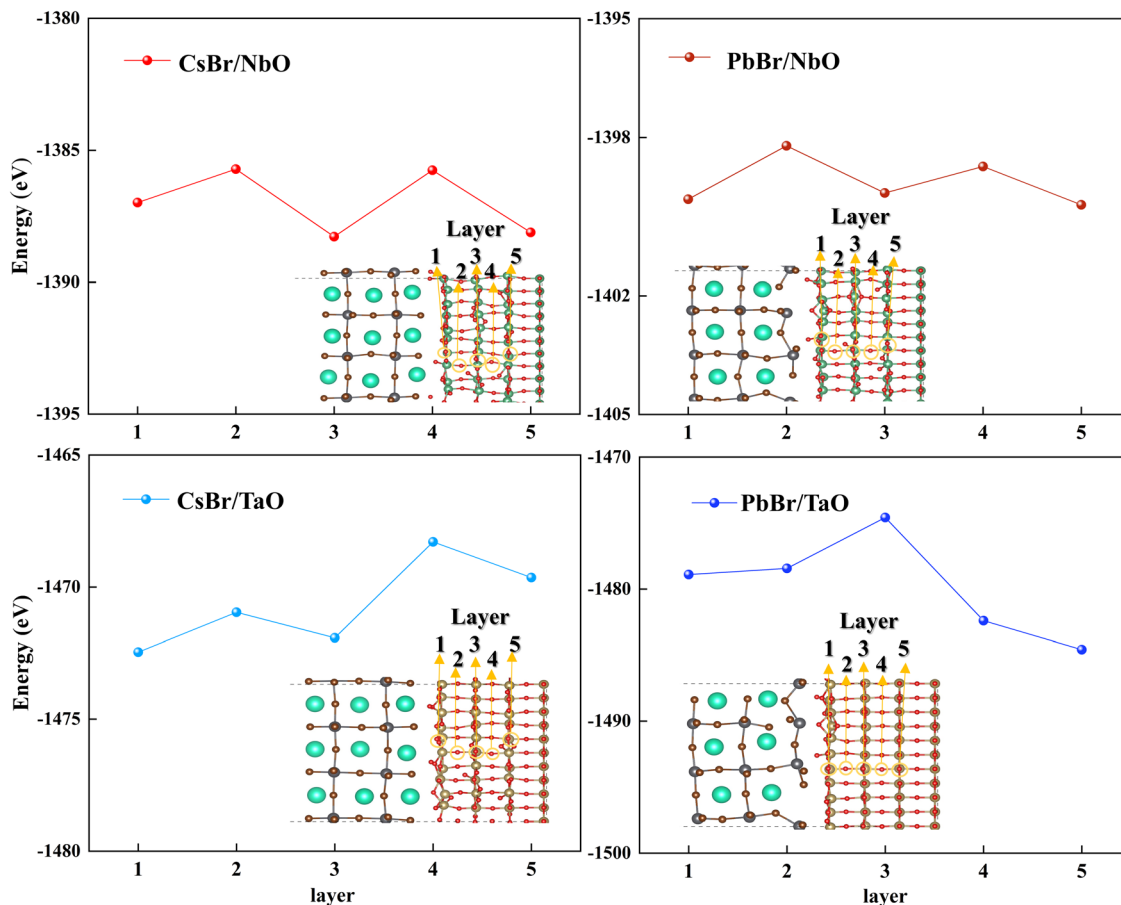 -1380
-1385
-1390
-1395
Energy (eV)
CsBr/NbO
Layer
1 2 3 4 5
1 2 3 4 5
-1395
-1398
-1402
-1405
PbBr/NbO
Layer
1 2 3 4 5
1 2 3 4 5
-1465
-1470
-1475
-1480
Energy (eV)
CsBr/TaO
Layer
1 2 3 4 5
1 2 3 4 5
layer
-1470
-1480
-1490
-1500
PbBr/TaO
Layer
1 2 3 4 5
1 2 3 4 5
layer